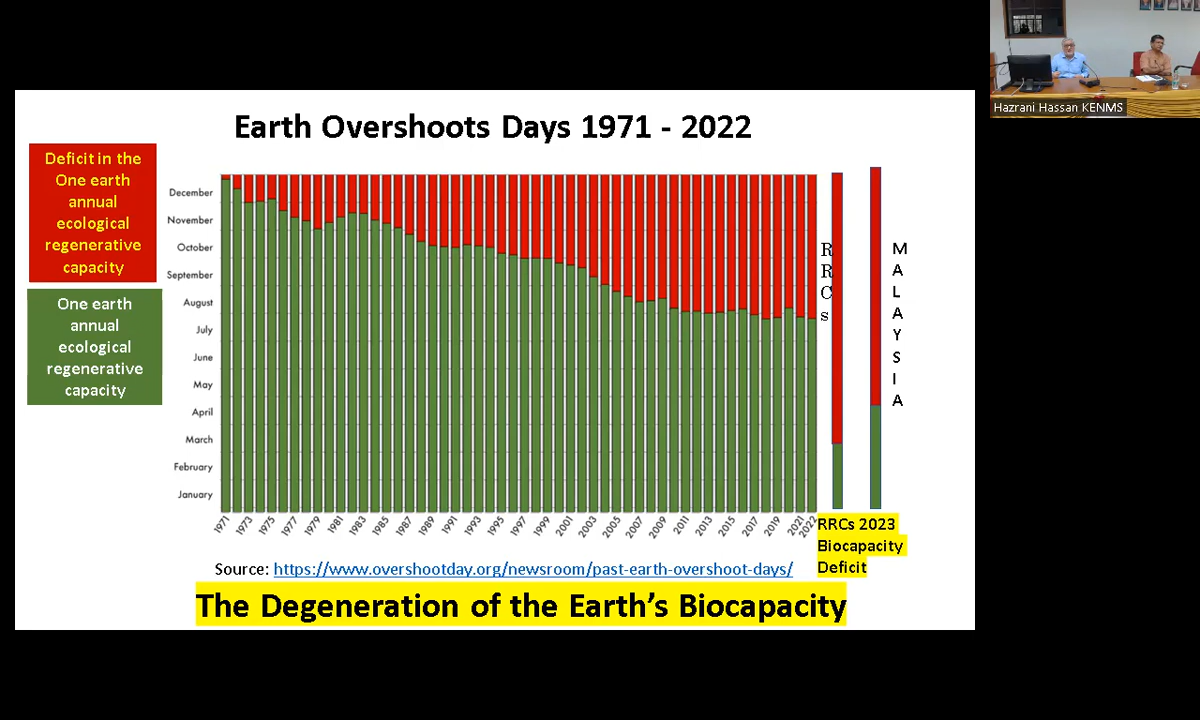 Earth Overshoots Days 1971 - 2022
Deficit in the
One earth
annual
ecological
regenerative
capacity
One earth
annual
ecological
regenerative
capacity
December
November
October
September
August
July
June
May
April
March
February
January
1971
1973
1975
1977
1979
1981
1983
1985
1987
1989
1991
1993
1995
1997
1999
2001
2003
2005
2007
2009
2011
2013
2015
2017
2019
2021
2022
R
R
C
s
M
A
L
A
Y
S
I
A
RRCs 2023
Biocapacity
Deficit
Source: https://www.overshootday.org/newsroom/past-earth-overshoot-days/
The Degeneration of the Earth's Biocapacity
Hazrani Hassan KENMS